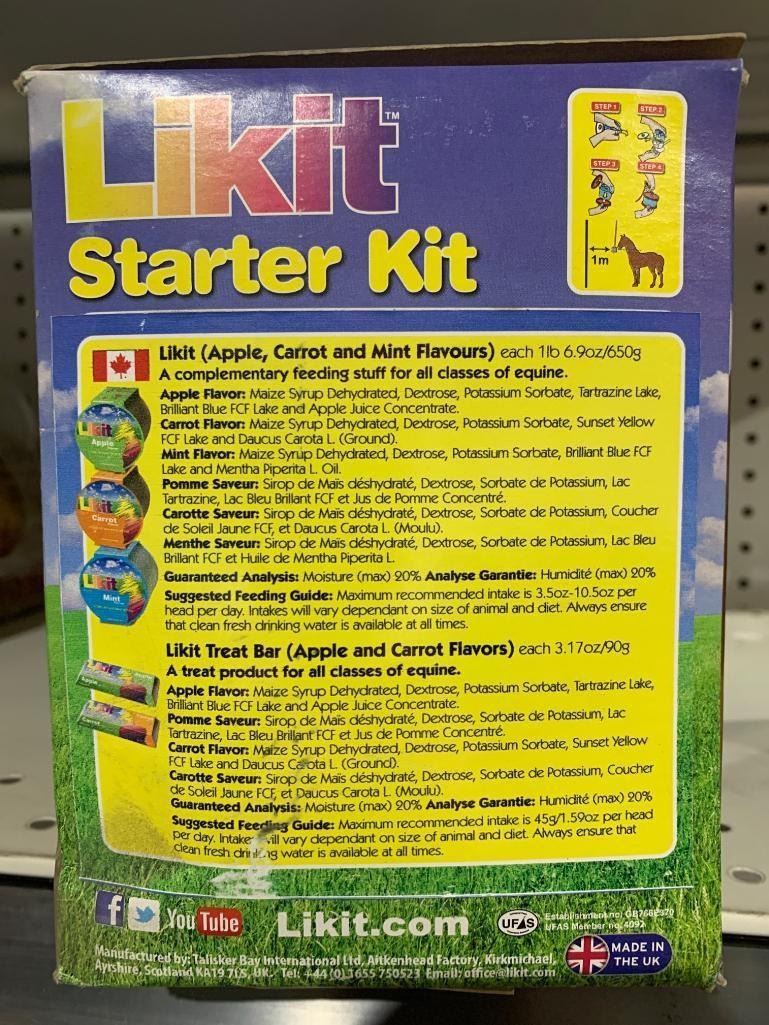 Likit™
Starter Kit
STEP 1
STEP 2
STEP 3
STEP 4
1m
Likit (Apple, Carrot and Mint Flavours) each 1lb 6.9oz/650g
A complementary feeding stuff for all classes of equine.
Apple Flavor: Maize Syrup Dehydrated, Dextrose, Potassium Sorbate, Tartrazine Lake,
Brilliant Blue FCF Lake and Apple Juice Concentrate.
Carrot Flavor: Maize Syrup Dehydrated, Dextrose, Potassium Sorbate, Sunset Yellow
FCF Lake and Daucus Carota L. (Ground).
Mint Flavor: Maize Syrup Dehydrated, Dextrose, Potassium Sorbate, Brilliant Blue FCF
Lake and Mentha Piperita L. Oil.
Pomme Saveur: Sirop de Maïs déshydraté, Dextrose, Sorbate de Potassium, Lac
Tartrazine, Lac Bleu Brillant FCF et Jus de Pomme Concentré.
Carotte Saveur: Sirop de Maïs déshydraté, Dextrose, Sorbate de Potassium, Coucher
de Soleil Jaune FCF, et Daucus Carota L. (Moulu).
Menthe Saveur: Sirop de Maïs déshydraté, Dextrose, Sorbate de Potassium, Lac Bleu
Brillant FCF et Huile de Mentha Piperita L.
Guaranteed Analysis: Moisture (max) 20% Analyse Garantie: Humidité (max) 20%
Suggested Feeding Guide: Maximum recommended intake is 3.5oz-10.5oz per
head per day. Intakes will vary dependant on size of animal and diet. Always ensure
that clean fresh drinking water is available at all times.
Likit
Apple
Likit
Carrot
Likit
Mint
Likit Treat Bar (Apple and Carrot Flavors) each 3.17oz/90g
A treat product for all classes of equine.
Apple Flavor: Maize Syrup Dehydrated, Dextrose, Potassium Sorbate, Tartrazine Lake,
Brilliant Blue FCF Lake and Apple Juice Concentrate.
Pomme Saveur: Sirop de Maïs déshydraté, Dextrose, Sorbate de Potassium, Lac
Tartrazine, Lac Bleu Brillant FCF et Jus de Pomme Concentré.
Carrot Flavor: Maize Syrup Dehydrated, Dextrose, Potassium Sorbate, Sunset Yellow
FCF Lake and Daucus Carota L. (Ground).
Carotte Saveur: Sirop de Maïs déshydraté, Dextrose, Sorbate de Potassium, Coucher
de Soleil Jaune FCF, et Daucus Carota L. (Moulu).
Guaranteed Analysis: Moisture (max) 20% Analyse Garantie: Humidité (max) 20%
Suggested Feeding Guide: Maximum recommended intake is 45g/1.59oz per head
per day. Intake will vary dependant on size of animal and diet. Always ensure that
clean fresh drinking water is available at all times.
f
You Tube
Likit.com
UFAS
Establishment no:
UFAS Member no. 4092
MADE IN
THE UK
Manufactured by: Talisker Bay International Ltd, Aitkenhead Factory, Kirkmichael,
Ayrshire, Scotland KA19 7LS, UK. Tel: +44 (0)1655 750523 Email: office@likit.com